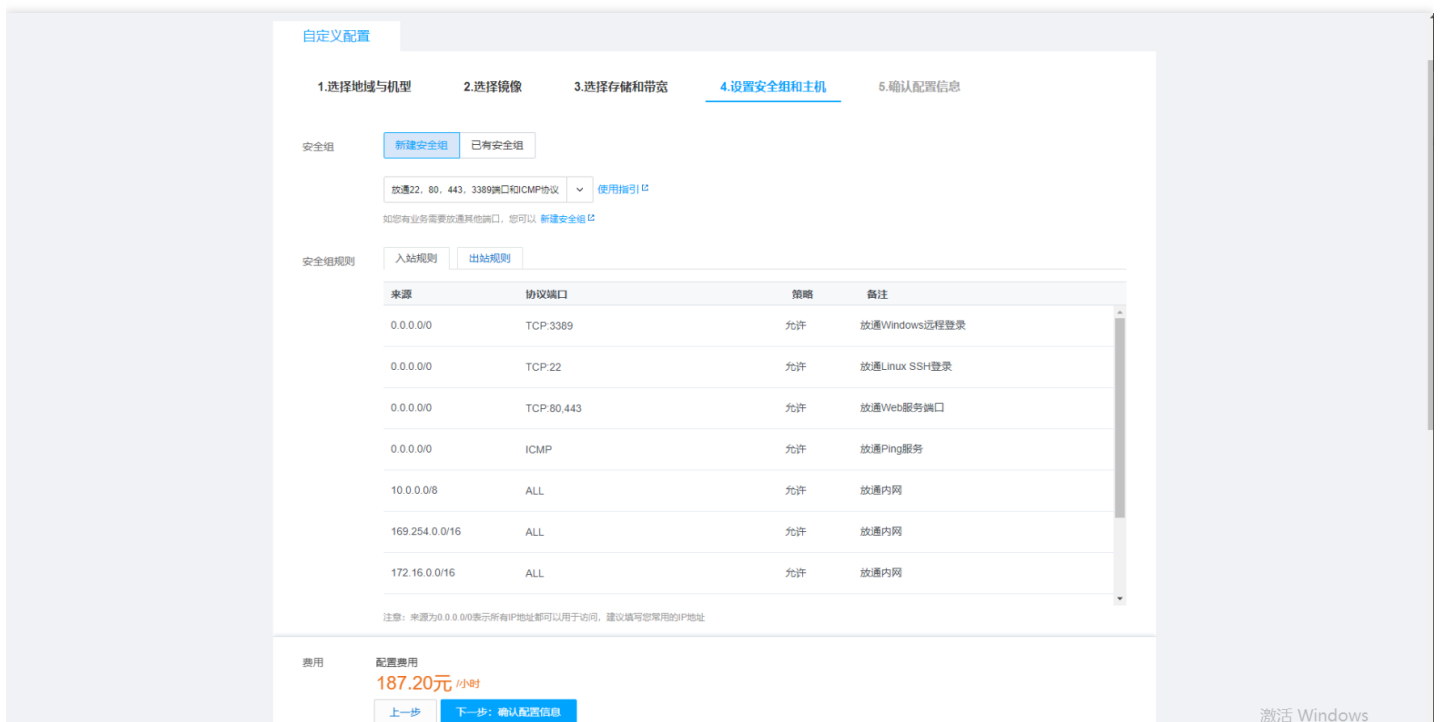 自定义配置
1.选择地域与机型 2.选择镜像 3.选择存储和带宽 4.设置安全组和主机 5.确认配置信息
安全组 新建安全组 已有安全组
放通22，80，443，3389端口和ICMP协议 使用指引
如您有业务需要放通其他端口，您可以 新建安全组
安全组规则 入站规则 出站规则
来源 协议端口 策略 备注
0.0.0.0/0 TCP:3389 允许 放通Windows远程登录
0.0.0.0/0 TCP:22 允许 放通Linux SSH登录
0.0.0.0/0 TCP:80,443 允许 放通Web服务端口
0.0.0.0/0 ICMP 允许 放通Ping服务
10.0.0.0/8 ALL 允许 放通内网
169.254.0.0/16 ALL 允许 放通内网
172.16.0.0/16 ALL 允许 放通内网
注意：来源为0.0.0.0/0表示所有IP地址都可以用于访问，建议填写您常用的IP地址
费用 配置费用
187.20元 /小时
上一步 下一步：确认配置信息
激活 Windows